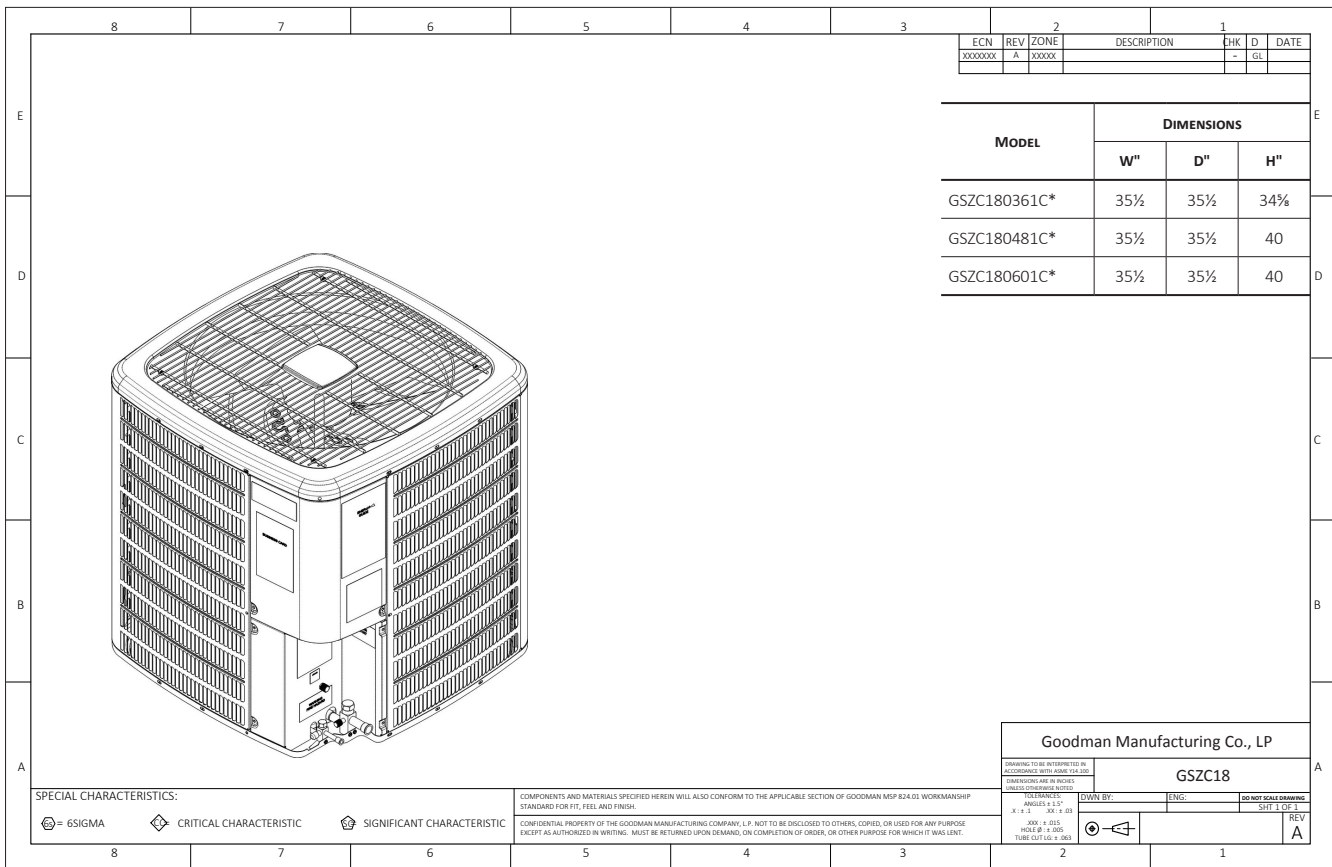 8 7 6 5 4 3 2 1
ECN REV ZONE DESCRIPTION CHK D DATE
XXXXXXX A XXXXX - GL
E E
MODEL DIMENSIONS
W" D" H"
GSZC180361C* 35½ 35½ 34⅝
GSZC180481C* 35½ 35½ 40
GSZC180601C* 35½ 35½ 40
D D
C C
B B
A A
Goodman Manufacturing Co., LP
DRAWING TO BE INTERPRETED IN
ACCORDANCE WITH ASME Y14.100
DIMENSIONS ARE IN INCHES
UNLESS OTHERWISE NOTED
GSZC18
TOLERANCES:
ANGLES ± 1.5°
.X : ± .1 .XX : ± .03
.XXX : ± .015
HOLE Ø : ± .005
TUBE CUT LG: ± .063
DWN BY: ENG: DO NOT SCALE DRAWING
SHT 1 OF 1
REV
A
SPECIAL CHARACTERISTICS:
6S = 6SIGMA CRITICAL CHARACTERISTIC SIGNIFICANT CHARACTERISTIC
COMPONENTS AND MATERIALS SPECIFIED HEREIN WILL ALSO CONFORM TO THE APPLICABLE SECTION OF GOODMAN MSP 824.01 WORKMANSHIP
STANDARD FOR FIT, FEEL AND FINISH.
CONFIDENTIAL PROPERTY OF THE GOODMAN MANUFACTURING COMPANY, L.P. NOT TO BE DISCLOSED TO OTHERS, COPIED, OR USED FOR ANY PURPOSE
EXCEPT AS AUTHORIZED IN WRITING. MUST BE RETURNED UPON DEMAND, ON COMPLETION OF ORDER, OR OTHER PURPOSE FOR WHICH IT WAS LENT.
8 7 6 5 4 3 2 1